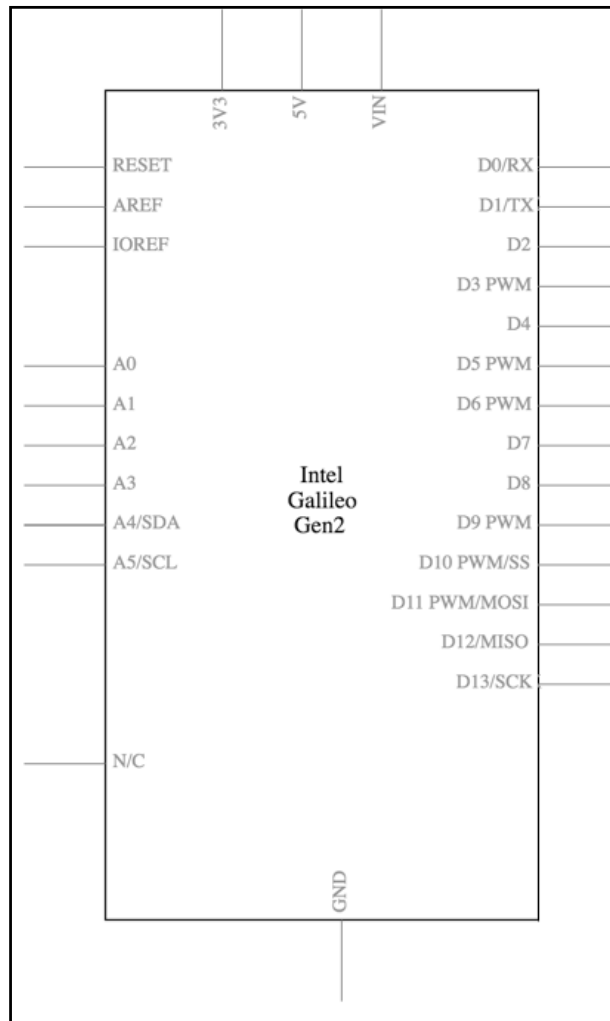 3V3
5V
VIN
RESET
AREF
IOREF
A0
A1
A2
A3
A4/SDA
A5/SCL
N/C
Intel
Galileo
Gen2
D0/RX
D1/TX
D2
D3 PWM
D4
D5 PWM
D6 PWM
D7
D8
D9 PWM
D10 PWM/SS
D11 PWM/MOSI
D12/MISO
D13/SCK
GND